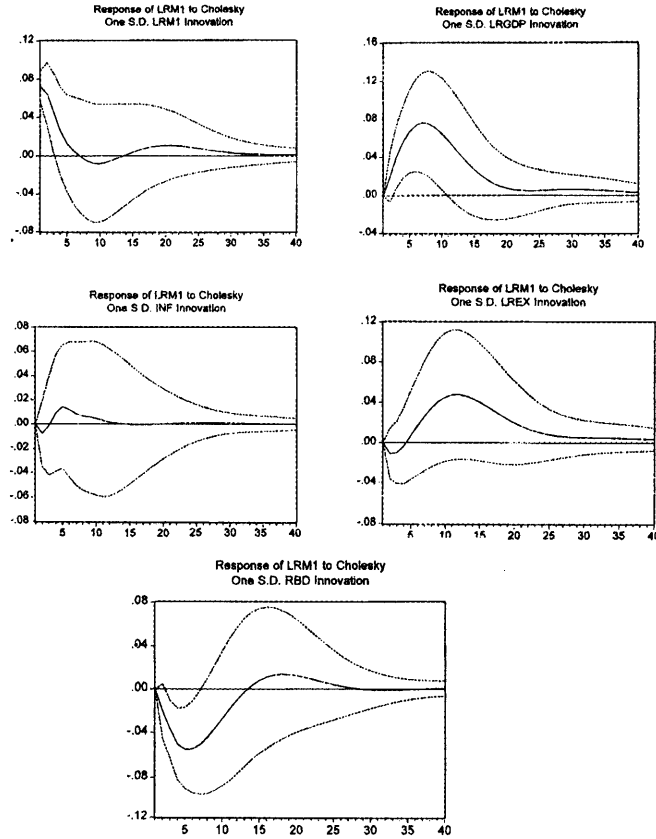 Response of LRM1 to Cholesky
One S.D. LRM1 Innovation
.12
.08
.04
.00
-.04
-.08
5 10 15 20 25 30 35 40
Response of LRM1 to Cholesky
One S.D. LRGDP Innovation
.16
.12
.08
.04
.00
-.04
5 10 15 20 25 30 35 40
Response of LRM1 to Cholesky
One S.D. INF Innovation
.08
.06
.04
.02
.00
-.02
-.04
-.06
-.08
5 10 15 20 25 30 35 40
Response of LRM1 to Cholesky
One S.D. LREX Innovation
.12
.08
.04
.00
-.04
-.08
5 10 15 20 25 30 35 40
Response of LRM1 to Cholesky
One S.D. RBD Innovation
.08
.04
.00
-.04
-.08
-.12
5 10 15 20 25 30 35 40